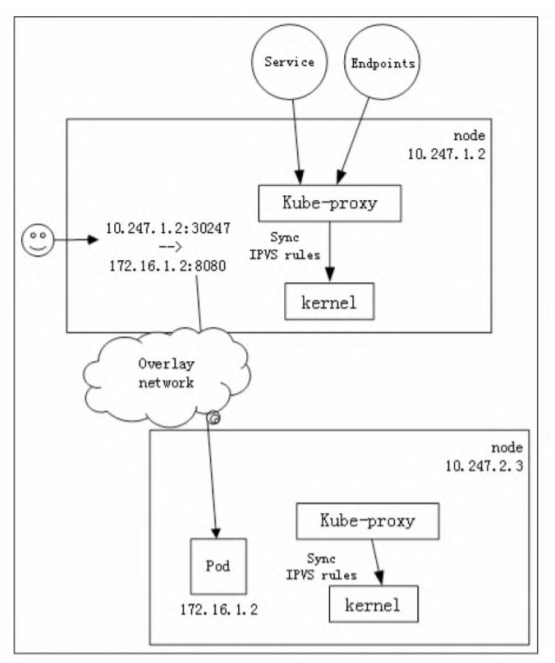 Service
Endpoints
node
10.247.1.2
Kube-proxy
10.247.1.2:30247
-->
172.16.1.2:8080
Sync
IPVS rules
kernel
Overlay
network
node
10.247.2.3
Kube-proxy
Sync
IPVS rules
Pod
172.16.1.2
kernel